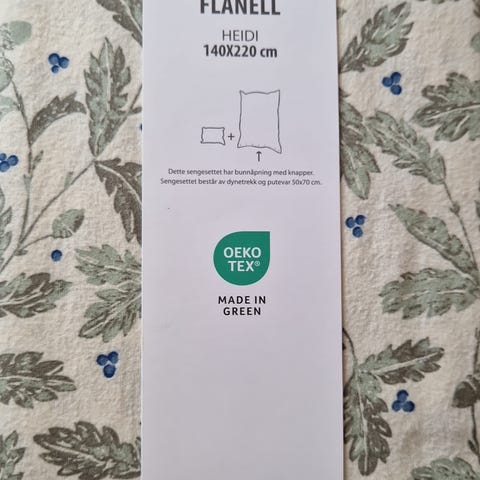 FLANELL
HEIDI
140X220 cm
+
Dette sengesettet har bunnåpning med knapper.
Sengesettet består av dynetrekk og putevar 50x70 cm.
OEKO
TEX®
MADE IN
GREEN